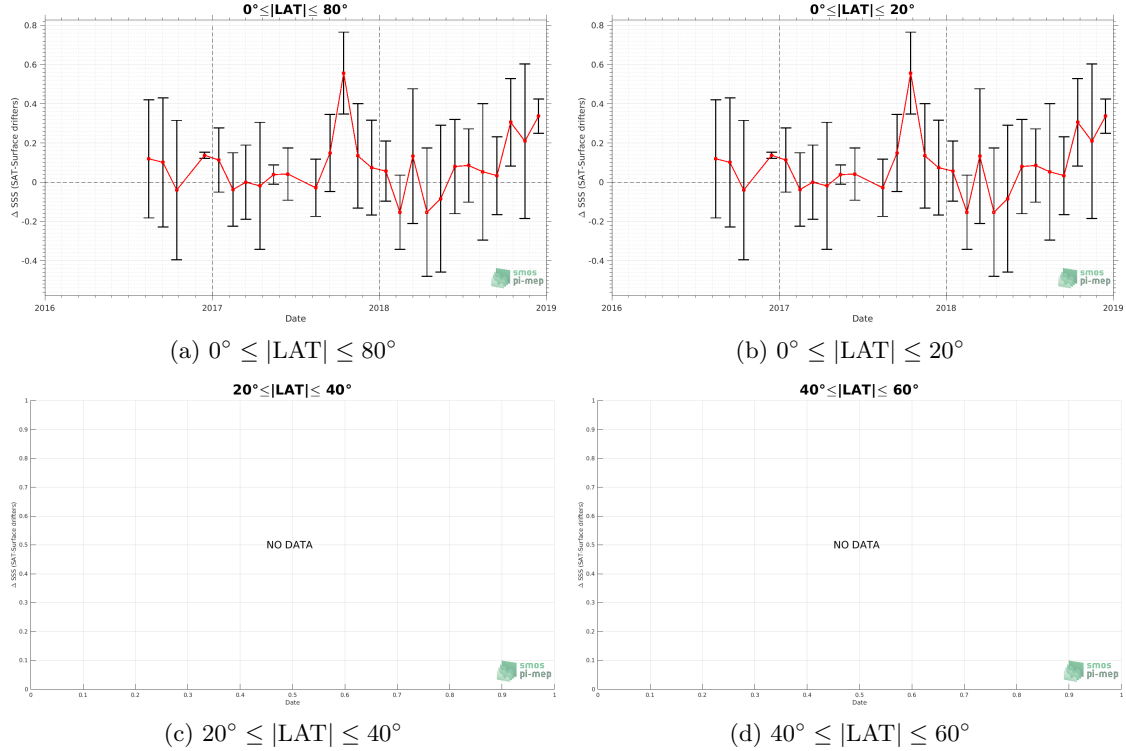 0°≤|LAT|≤ 80°
Δ SSS (SAT-Surface drifters)
0.8
0.6
0.4
0.2
0
-0.2
-0.4
2016
2017
2018
2019
Date
smos
pi-mep
(a) 0° ≤ |LAT| ≤ 80°
0°≤|LAT|≤ 20°
Δ SSS (SAT-Surface drifters)
0.8
0.6
0.4
0.2
0
-0.2
-0.4
2016
2017
2018
2019
Date
smos
pi-mep
(b) 0° ≤ |LAT| ≤ 20°
20°≤|LAT|≤ 40°
Δ SSS (SAT-Surface drifters)
1
0.9
0.8
0.7
0.6
0.5
0.4
0.3
0.2
0.1
0
NO DATA
0 0.1 0.2 0.3 0.4 0.5 0.6 0.7 0.8 0.9 1
Date
smos
pi-mep
(c) 20° ≤ |LAT| ≤ 40°
40°≤|LAT|≤ 60°
Δ SSS (SAT-Surface drifters)
1
0.9
0.8
0.7
0.6
0.5
0.4
0.3
0.2
0.1
0
NO DATA
0 0.1 0.2 0.3 0.4 0.5 0.6 0.7 0.8 0.9 1
Date
smos
pi-mep
(d) 40° ≤ |LAT| ≤ 60°